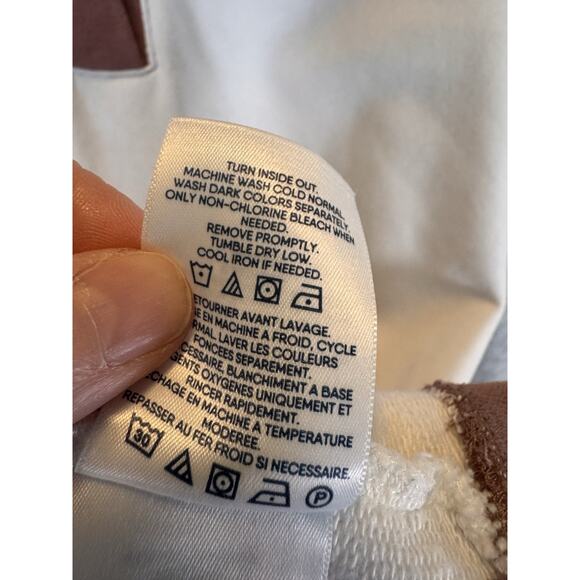 TURN INSIDE OUT.
MACHINE WASH COLD NORMAL.
WASH DARK COLORS SEPARATELY.
ONLY NON-CHLORINE BLEACH WHEN
NEEDED.
REMOVE PROMPTLY.
TUMBLE DRY LOW.
COOL IRON IF NEEDED.
ETOURNER AVANT LAVAGE.
E EN MACHINE A FROID, CYCLE
RMAL. LAVER LES COULEURS
FONCEES SEPAREMENT.
CESSAIRE, BLANCHIMENT A BASE
GENTS OXYGENES UNIQUEMENT ET
RINCER RAPIDEMENT.
ECHAGE EN MACHINE A TEMPERATURE
MODEREE.
REPASSER AU FER FROID SI NECESSAIRE.
30 P